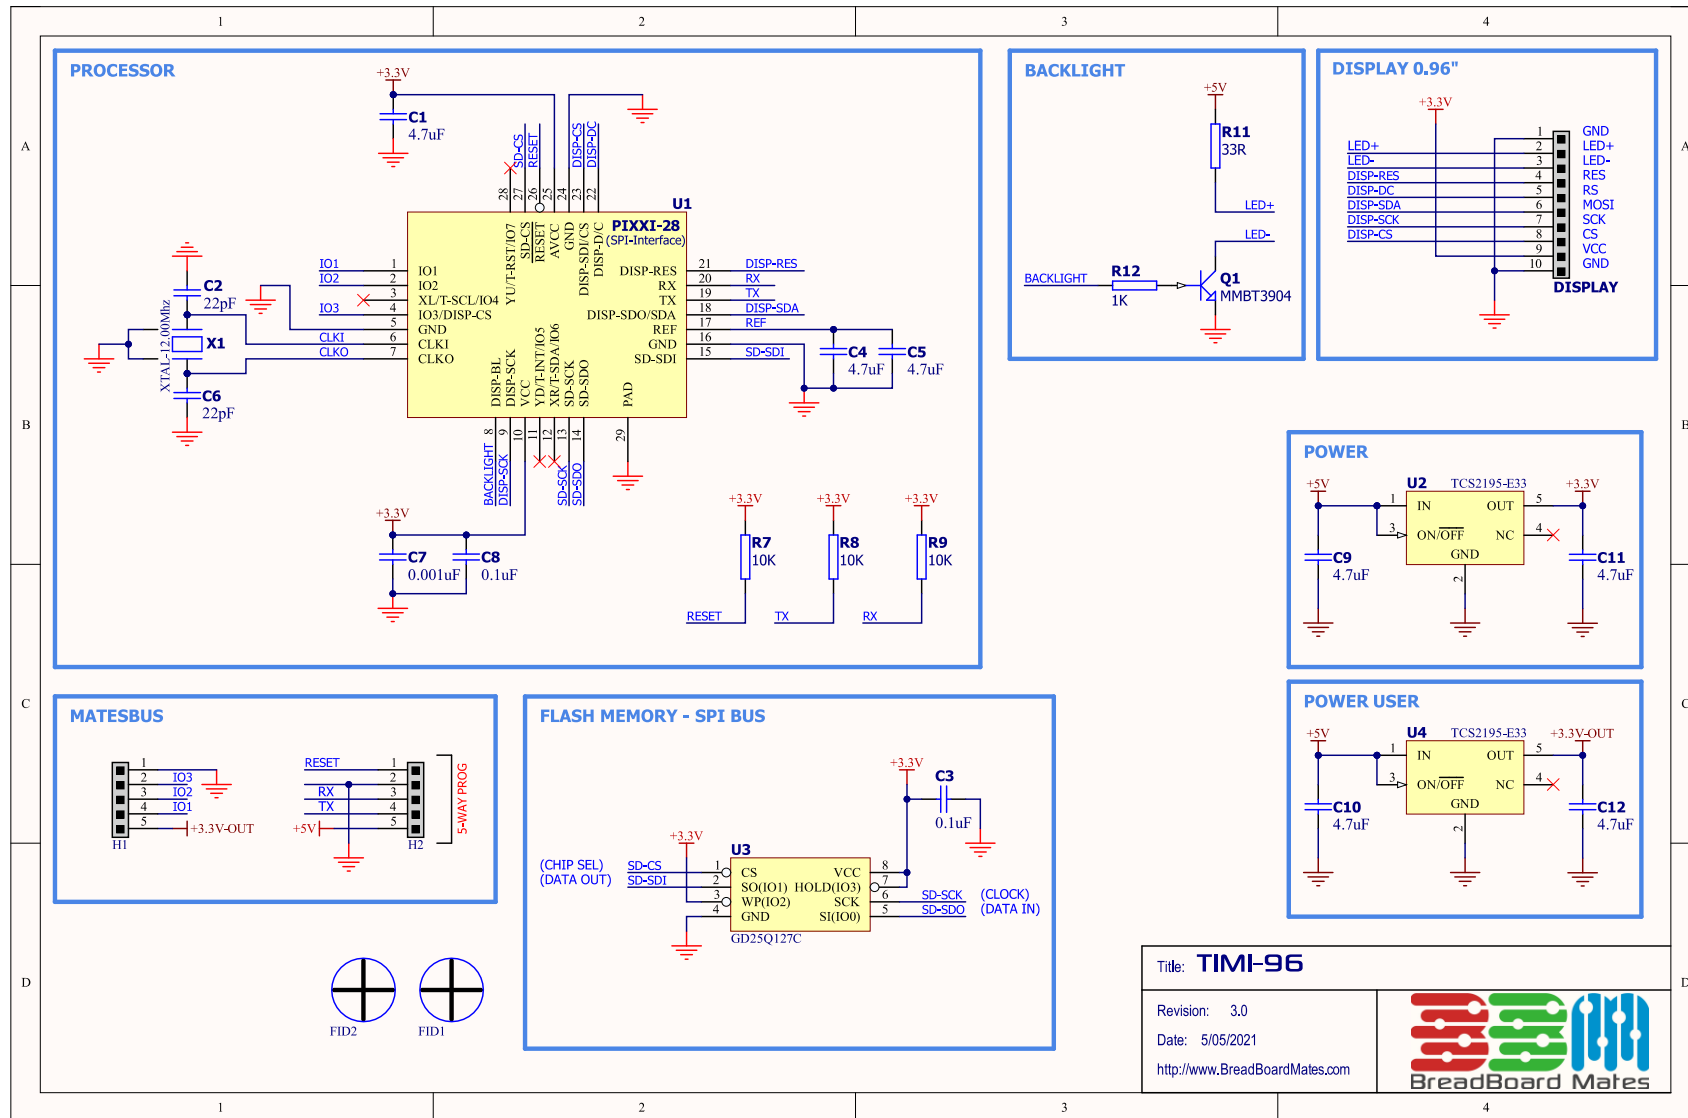 1 2 3 4
A A
B B
C C
D D
1 2 3 4
PROCESSOR
+3.3V
C1
4.7uF
SD-CS
RESET
DISP-CS
DISP-DC
28 27 26 25 24 23 22
U1
PIXXI-28
(SPI-Interface)
YU/T-RST/IO7
SD-CS
RESET
AVCC
GND
DISP-SDI/CS
DISP-D/C
IO1 1 IO1
IO2 2 IO2
3 XL/T-SCL/IO4
IO3 4 IO3/DISP-CS
5 GND
CLKI 6 CLKI
CLKO 7 CLKO
DISP-RES 21 DISP-RES
RX 20 RX
TX 19 TX
DISP-SDO/SDA 18 DISP-SDA
REF 17 REF
GND 16
SD-SDI 15 SD-SDI
DISP-BL
DISP-SCK
VCC
YD/T-INT/IO5
XR/T-SDA/IO6
SD-SCK
SD-SDO
PAD
8 9 10 11 12 13 14 29
BACKLIGHT
DISP-SCK
SD-SCK
SD-SDO
C2
22pF
XTAL-12.00Mhz
X1
C6
22pF
C4
4.7uF
C5
4.7uF
+3.3V
C7
0.001uF
C8
0.1uF
+3.3V +3.3V +3.3V
R7
10K
R8
10K
R9
10K
RESET TX RX
BACKLIGHT
+5V
R11
33R
LED+
LED-
BACKLIGHT
R12
1K
Q1
MMBT3904
DISPLAY 0.96"
+3.3V
1 GND
LED+ 2 LED+
LED- 3 LED-
DISP-RES 4 RES
DISP-DC 5 RS
DISP-SDA 6 MOSI
DISP-SCK 7 SCK
DISP-CS 8 CS
9 VCC
10 GND
DISPLAY
POWER
+5V
U2 TCS2195-E33
+3.3V
1 IN OUT 5
3 ON/OFF NC 4
GND
2
C9
4.7uF
C11
4.7uF
POWER USER
+5V
U4 TCS2195-E33
+3.3V-OUT
1 IN OUT 5
3 ON/OFF NC 4
GND
2
C10
4.7uF
C12
4.7uF
MATESBUS
1
2 IO3
3 IO2
4 IO1
5 +3.3V-OUT
H1
RESET 1
2
RX 3
TX 4
+5V 5
H2
5-WAY PROG
FLASH MEMORY - SPI BUS
+3.3V
C3
0.1uF
+3.3V
U3
(CHIP SEL) SD-CS 1 CS
(DATA OUT) SD-SDI 2 SO(IO1)
3 WP(IO2)
4 GND
VCC 8
HOLD(IO3) 7
SCK 6 SD-SCK (CLOCK)
SI(IO0) 5 SD-SDO (DATA IN)
GD25Q127C
FID2 FID1
Title: TIMI-96
Revision: 3.0
Date: 5/05/2021
http://www.BreadBoardMates.com
BBM
BreadBoard Mates